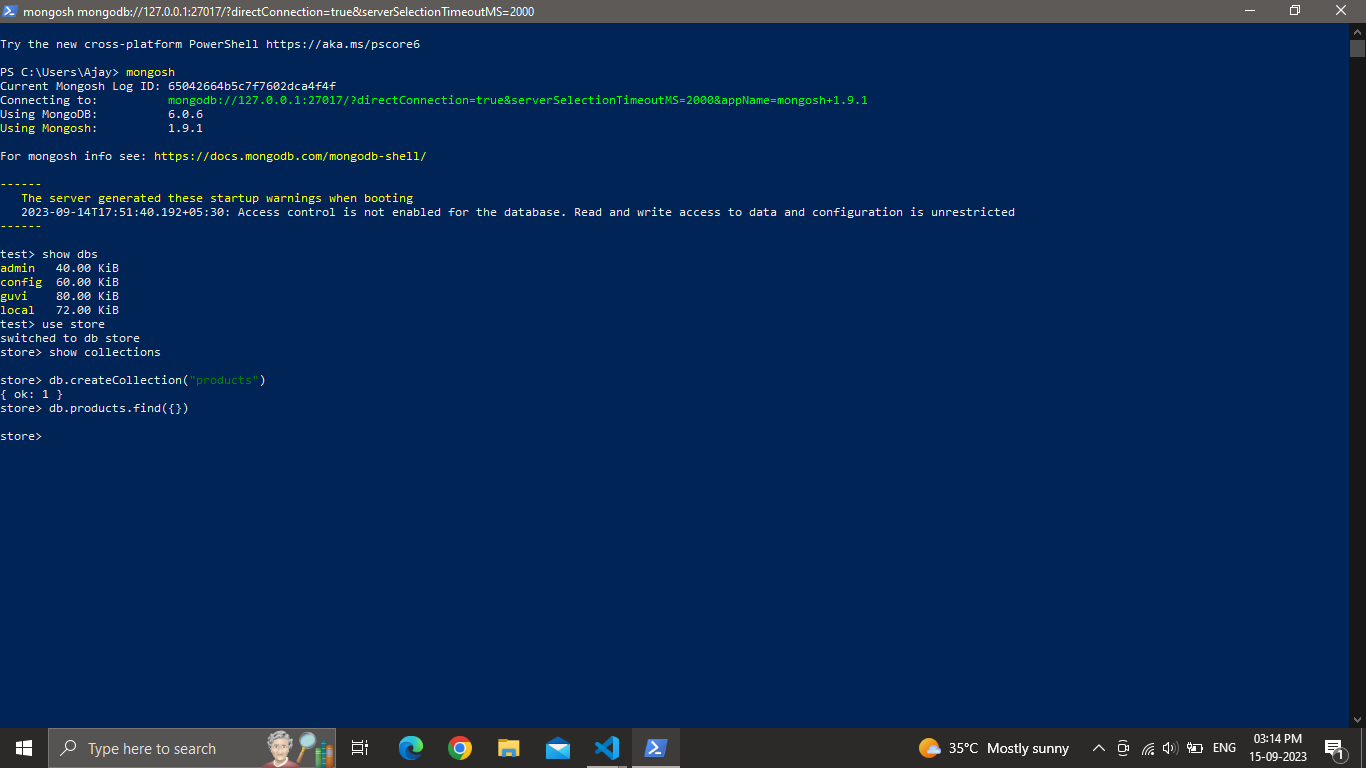 mongosh mongodb://127.0.0.1:27017/?directConnection=true&serverSelectionTimeoutMS=2000
Try the new cross-platform PowerShell https://aka.ms/pscore6
PS C:\Users\Ajay> mongosh
Current Mongosh Log ID: 65042664b5c7f7602dca4f4f
Connecting to:          mongodb://127.0.0.1:27017/?directConnection=true&serverSelectionTimeoutMS=2000&appName=mongosh+1.9.1
Using MongoDB:          6.0.6
Using Mongosh:          1.9.1
For mongosh info see: https://docs.mongodb.com/mongodb-shell/
------
   The server generated these startup warnings when booting
   2023-09-14T17:51:40.192+05:30: Access control is not enabled for the database. Read and write access to data and configuration is unrestricted
------
test> show dbs
admin   40.00 KiB
config  60.00 KiB
guvi    80.00 KiB
local   72.00 KiB
test> use store
switched to db store
store> show collections
store> db.createCollection("products")
{ ok: 1 }
store> db.products.find({})
store>
Type here to search
35°C Mostly sunny
ENG
03:14 PM
15-09-2023
1